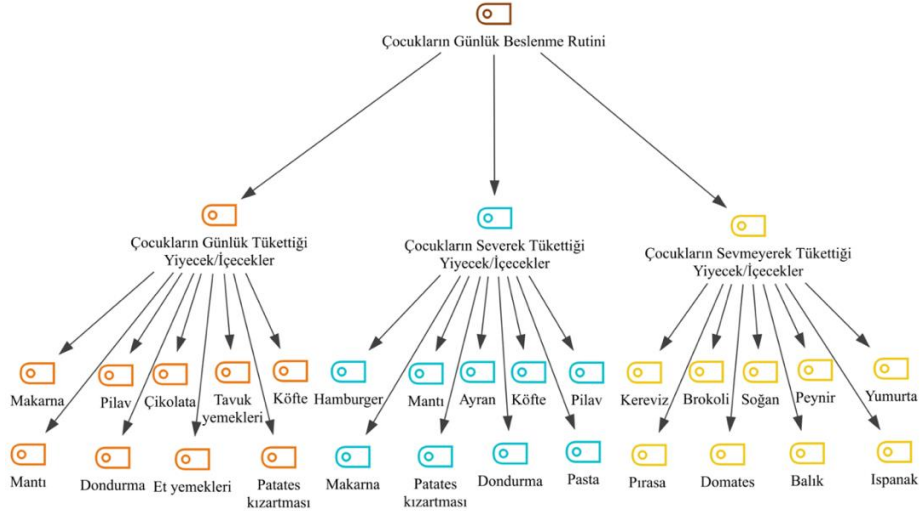 Çocukların Günlük Beslenme Rutini
Çocukların Günlük Tükettiği
Yiyecek/İçecekler
Çocukların Severek Tükettiği
Yiyecek/İçecekler
Çocukların Sevmeyerek Tükettiği
Yiyecek/İçecekler
Makarna
Pilav
Çikolata
Tavuk
yemekleri
Köfte
Hamburger
Mantı
Ayran
Köfte
Pilav
Kereviz
Brokoli
Soğan
Peynir
Yumurta
Mantı
Dondurma
Et yemekleri
Patates
kızartması
Makarna
Patates
kızartması
Dondurma
Pasta
Pırasa
Domates
Balık
Ispanak